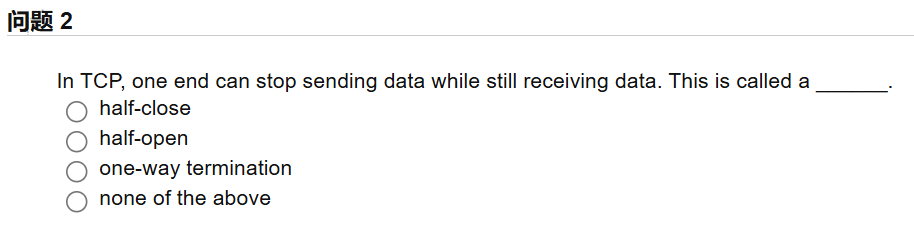 问题 2
In TCP, one end can stop sending data while still receiving data. This is called a ______.
half-close
half-open
one-way termination
none of the above